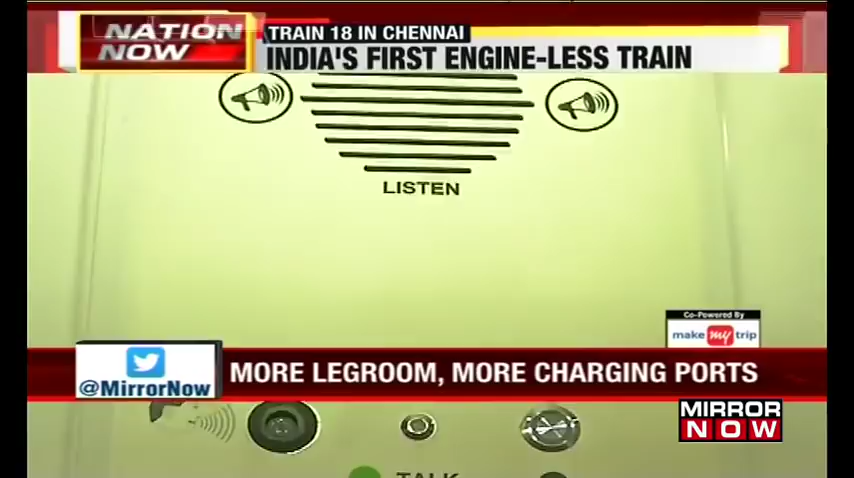 NATION
NOW
TRAIN 18 IN CHENNAI
INDIA'S FIRST ENGINE-LESS TRAIN
LISTEN
Co-Powered By
make my trip
@MirrorNow
MORE LEGROOM, MORE CHARGING PORTS
MIRROR
NOW
TALK